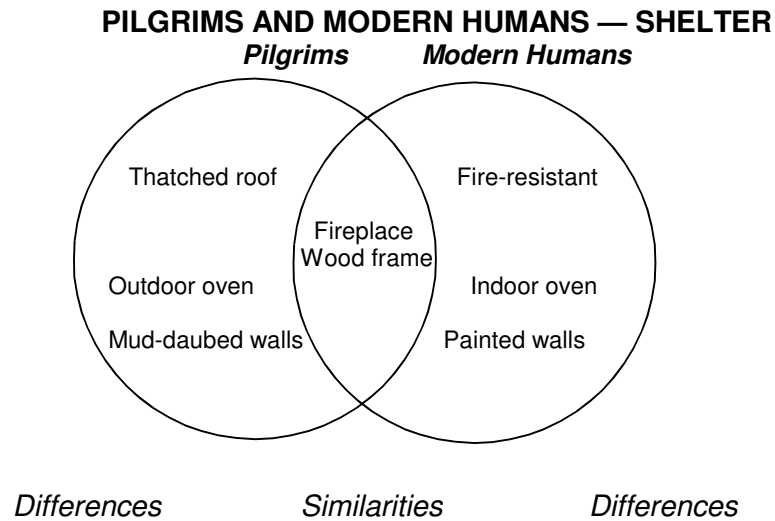 PILGRIMS AND MODERN HUMANS — SHELTER
Pilgrims Modern Humans
Thatched roof
Fire-resistant
Fireplace
Wood frame
Outdoor oven
Indoor oven
Mud-daubed walls
Painted walls
Differences Similarities Differences